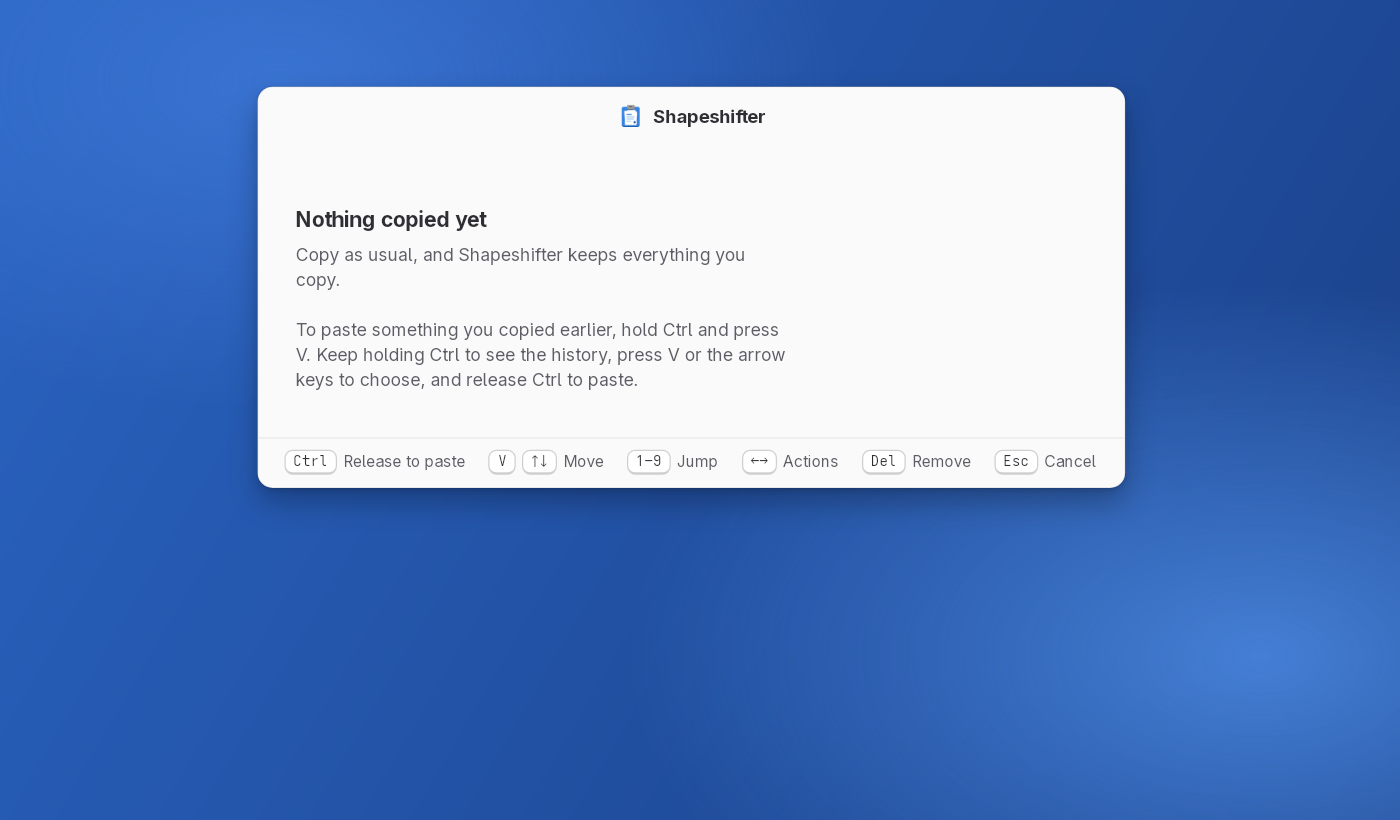 Shapeshifter
Nothing copied yet
Copy as usual, and Shapeshifter keeps everything you
copy.
To paste something you copied earlier, hold Ctrl and press
V. Keep holding Ctrl to see the history, press V or the arrow
keys to choose, and release Ctrl to paste.
Ctrl Release to paste V ↑↓ Move 1–9 Jump ←→ Actions Del Remove Esc Cancel